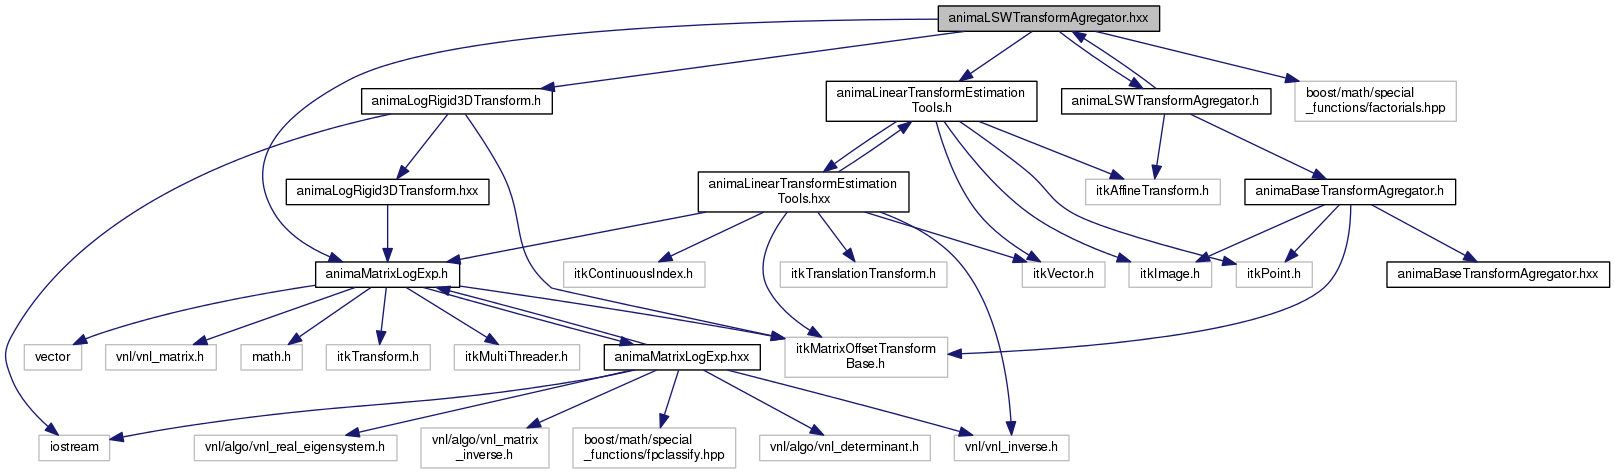 animaLSWTransformAgregator.hxx
animaLogRigid3DTransform.h
animaLinearTransformEstimation
Tools.h
animaLSWTransformAgregator.h
boost/math/special
_functions/factorials.hpp
animaLogRigid3DTransform.hxx
animaLinearTransformEstimation
Tools.hxx
itkAffineTransform.h
animaBaseTransformAgregator.h
animaMatrixLogExp.h
itkContinuousIndex.h
itkTranslationTransform.h
itkVector.h
itkImage.h
itkPoint.h
animaBaseTransformAgregator.hxx
vector
vnl/vnl_matrix.h
math.h
itkTransform.h
itkMultiThreader.h
animaMatrixLogExp.hxx
itkMatrixOffsetTransform
Base.h
iostream
vnl/algo/vnl_real_eigensystem.h
vnl/algo/vnl_matrix
_inverse.h
boost/math/special
_functions/fpclassify.hpp
vnl/algo/vnl_determinant.h
vnl/vnl_inverse.h